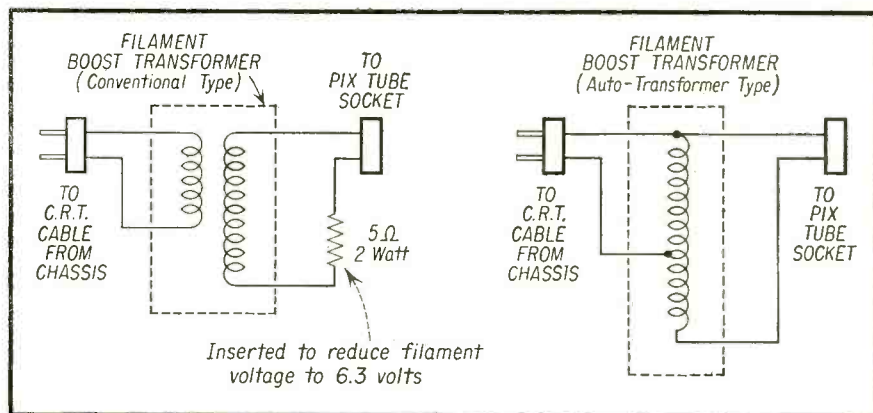 FILAMENT
BOOST TRANSFORMER
(Conventional Type)
TO
PIX TUBE
SOCKET
TO
C.R.T.
CABLE
FROM
CHASSIS
5Ω
2 Watt
Inserted to reduce filament
voltage to 6.3 volts
FILAMENT
BOOST TRANSFORMER
(Auto-Transformer Type)
TO
C.R.T.
CABLE
FROM
CHASSIS
TO
PIX
TUBE
SOCKET